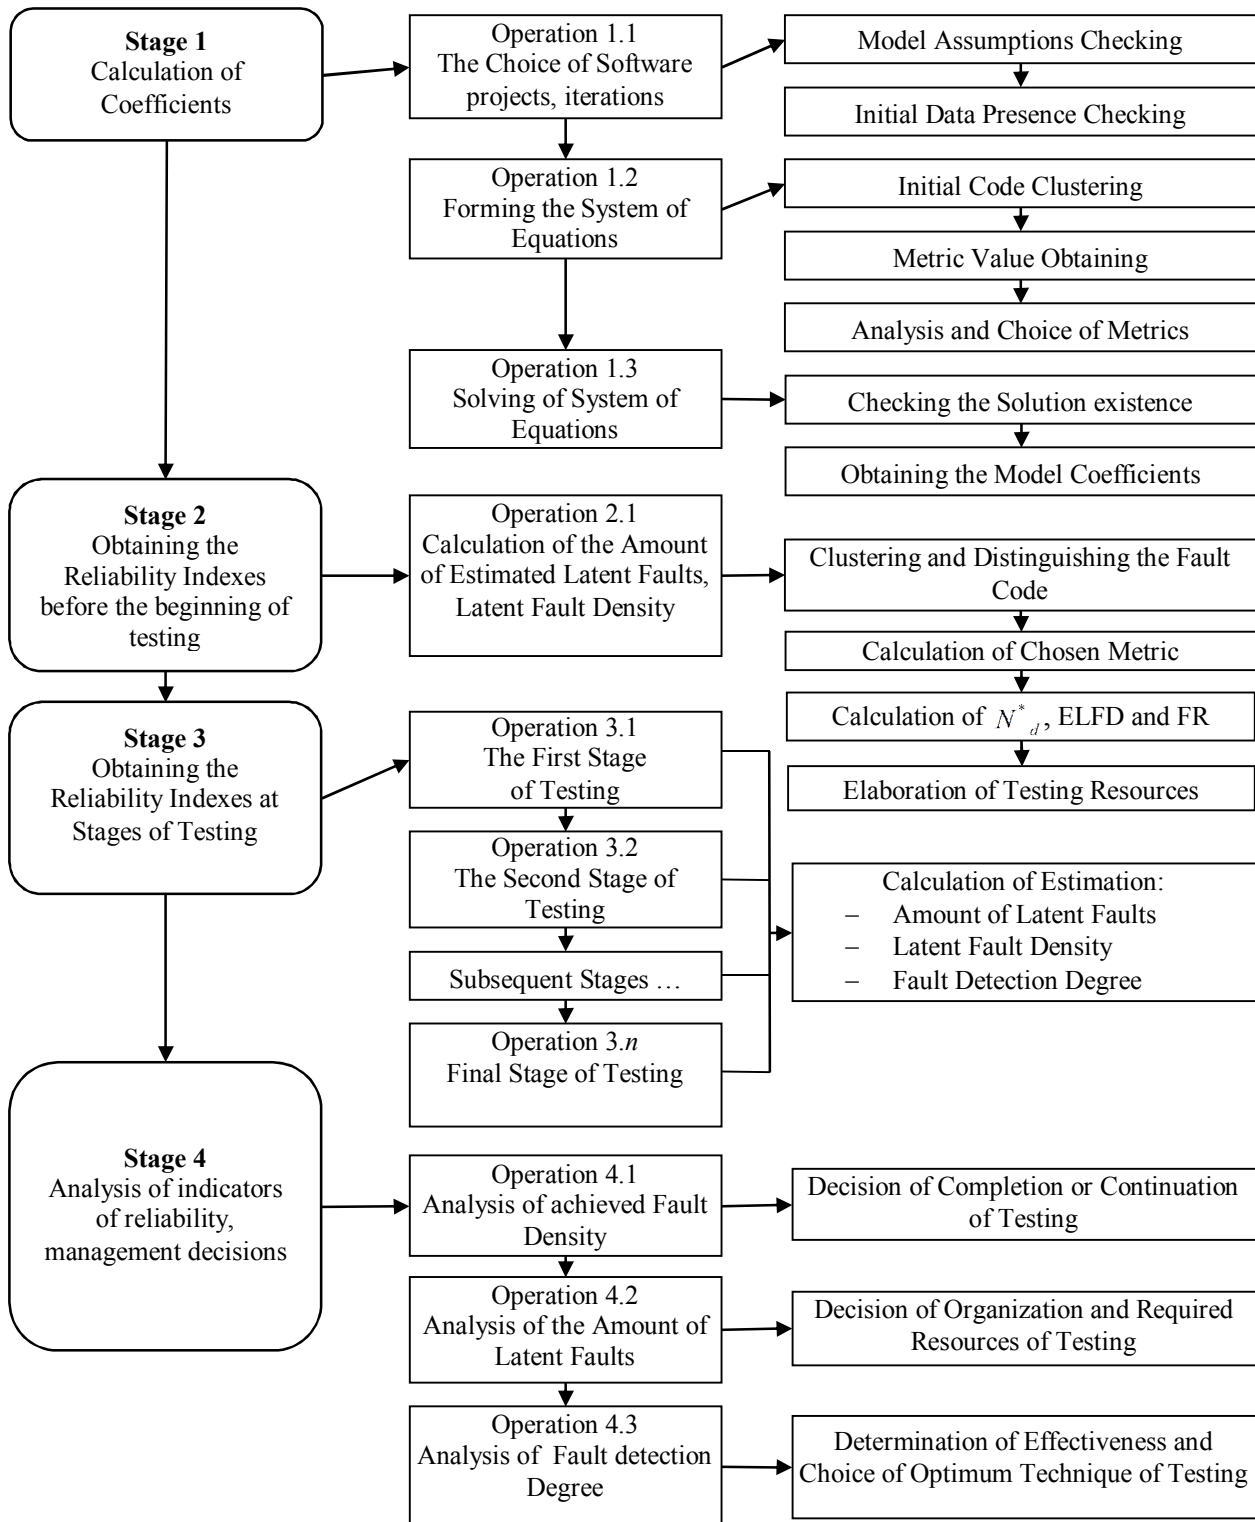 Stage 1
Calculation of
Coefficients
Operation 1.1
The Choice of Software
projects, iterations
Model Assumptions Checking
Initial Data Presence Checking
Operation 1.2
Forming the System of
Equations
Initial Code Clustering
Metric Value Obtaining
Analysis and Choice of Metrics
Operation 1.3
Solving of System of
Equations
Checking the Solution existence
Obtaining the Model Coefficients
Stage 2
Obtaining the
Reliability Indexes
before the beginning of
testing
Operation 2.1
Calculation of the Amount
of Estimated Latent Faults,
Latent Fault Density
Clustering and Distinguishing the Fault
Code
Calculation of Chosen Metric
Calculation of N*d, ELFD and FR
Elaboration of Testing Resources
Stage 3
Obtaining the
Reliability Indexes at
Stages of Testing
Operation 3.1
The First Stage
of Testing
Operation 3.2
The Second Stage of
Testing
Subsequent Stages …
Operation 3.n
Final Stage of Testing
Calculation of Estimation:
– Amount of Latent Faults
– Latent Fault Density
– Fault Detection Degree
Stage 4
Analysis of indicators
of reliability,
management decisions
Operation 4.1
Analysis of achieved Fault
Density
Decision of Completion or Continuation
of Testing
Operation 4.2
Analysis of the Amount of
Latent Faults
Decision of Organization and Required
Resources of Testing
Operation 4.3
Analysis of Fault detection
Degree
Determination of Effectiveness and
Choice of Optimum Technique of Testing